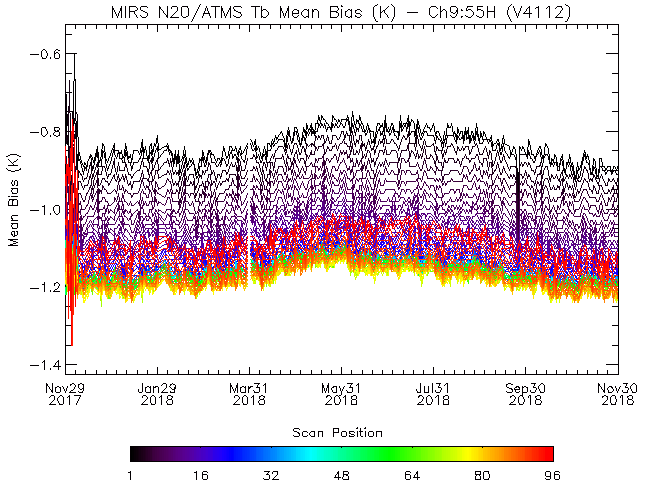 MIRS N20/ATMS Tb Mean Bias (K) – Ch9:55H (V4112)
Mean Bias (K)
-0.6
-0.8
-1.0
-1.2
-1.4
Nov29 Jan29 Mar31 May31 Jul31 Sep30 Nov30
2017 2018 2018 2018 2018 2018 2018
Scan Position
1 16 32 48 64 80 96